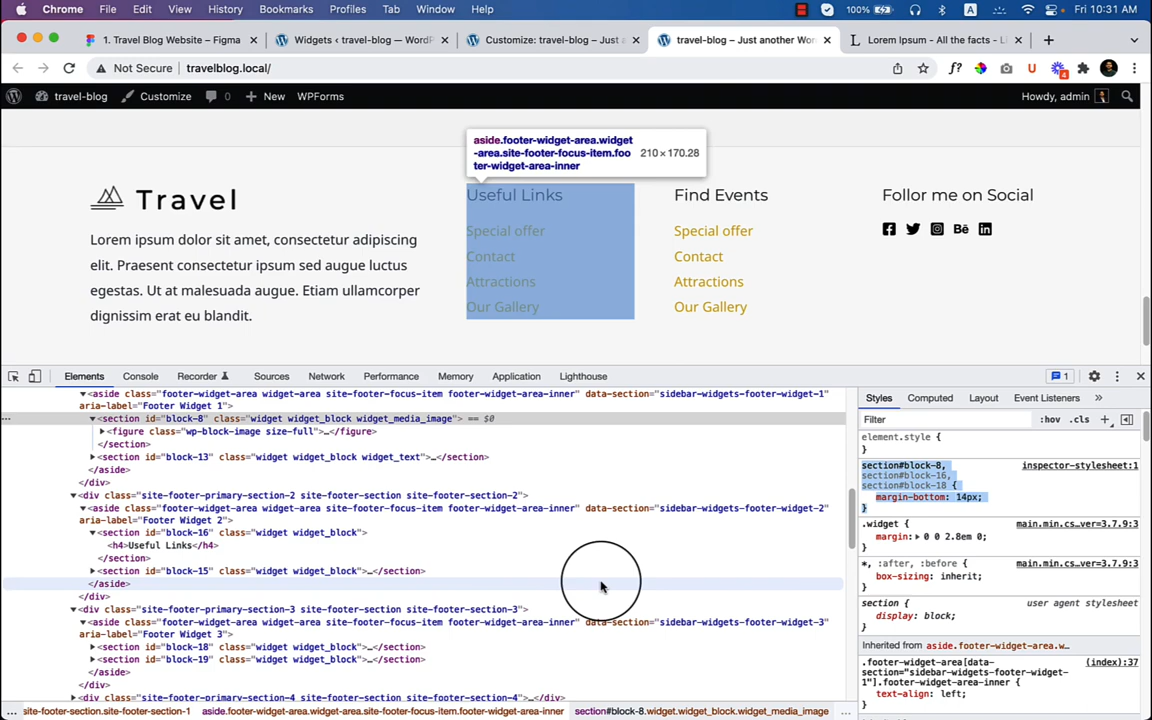 Chrome File Edit View History Bookmarks Profiles Tab Window Help 100% A Fri 10:31 AM
1. Travel Blog Website – Figma
Widgets ‹ travel-blog — WordP
Customize: travel-blog – Just a
travel-blog – Just another Wor
Lorem Ipsum - All the facts - L
Not Secure travelblog.local/
f? 4
travel-blog Customize 0 New WPForms Howdy, admin
aside.footer-widget-area.widget
-area.site-footer-focus-item.foo
ter-widget-area-inner
210 × 170.28
Travel
Lorem ipsum dolor sit amet, consectetur adipiscing
elit. Praesent consectetur ipsum sed augue luctus
egestas. Ut at malesuada augue. Etiam ullamcorper
dignissim erat eu blandit.
Useful Links
Special offer
Contact
Attractions
Our Gallery
Find Events
Special offer
Contact
Attractions
Our Gallery
Follor me on Social
Bē
Elements Console Recorder Sources Network Performance Memory Application Lighthouse 1
<aside class="footer-widget-area widget-area site-footer-focus-item footer-widget-area-inner" data-section="sidebar-widgets-footer-widget-1"
aria-label="Footer Widget 1">
<section id="block-8" class="widget widget_block widget_media_image"> == $0
<figure class="wp-block-image size-full">…</figure>
</section>
<section id="block-13" class="widget widget_block widget_text">…</section>
</aside>
</div>
<div class="site-footer-primary-section-2 site-footer-section site-footer-section-2">
<aside class="footer-widget-area widget-area site-footer-focus-item footer-widget-area-inner" data-section="sidebar-widgets-footer-widget-2"
aria-label="Footer Widget 2">
<section id="block-16" class="widget widget_block">
<h4>Useful Links</h4>
</section>
<section id="block-15" class="widget widget_block">…</section>
</aside>
</div>
<div class="site-footer-primary-section-3 site-footer-section site-footer-section-3">
<aside class="footer-widget-area widget-area site-footer-focus-item footer-widget-area-inner" data-section="sidebar-widgets-footer-widget-3"
aria-label="Footer Widget 3">
<section id="block-18" class="widget widget_block">…</section>
<section id="block-19" class="widget widget_block">…</section>
</aside>
</div>
<div class="site-footer-primary-section-4 site-footer-section site-footer-section-4">…</div>
… site-footer-section.site-footer-section-1 aside.footer-widget-area.widget-area.site-footer-focus-item.footer-widget-area-inner section#block-8.widget.widget_block.widget_media_image …
Styles Computed Layout Event Listeners »
Filter :hov .cls +
element.style {
}
section#block-8, inspector-stylesheet:1
section#block-16,
section#block-18 {
margin-bottom: 14px;
}
.widget { main.min.cs…ver=3.7.9:3
margin: 0 0 2.8em 0;
}
*, :after, :before { main.min.cs…ver=3.7.9:3
box-sizing: inherit;
}
section { user agent stylesheet
display: block;
}
Inherited from aside.footer-widget-area.w…
.footer-widget-area[data- (index):37
section="sidebar-widgets-footer-widget-
1"].footer-widget-area-inner {
text-align: left;